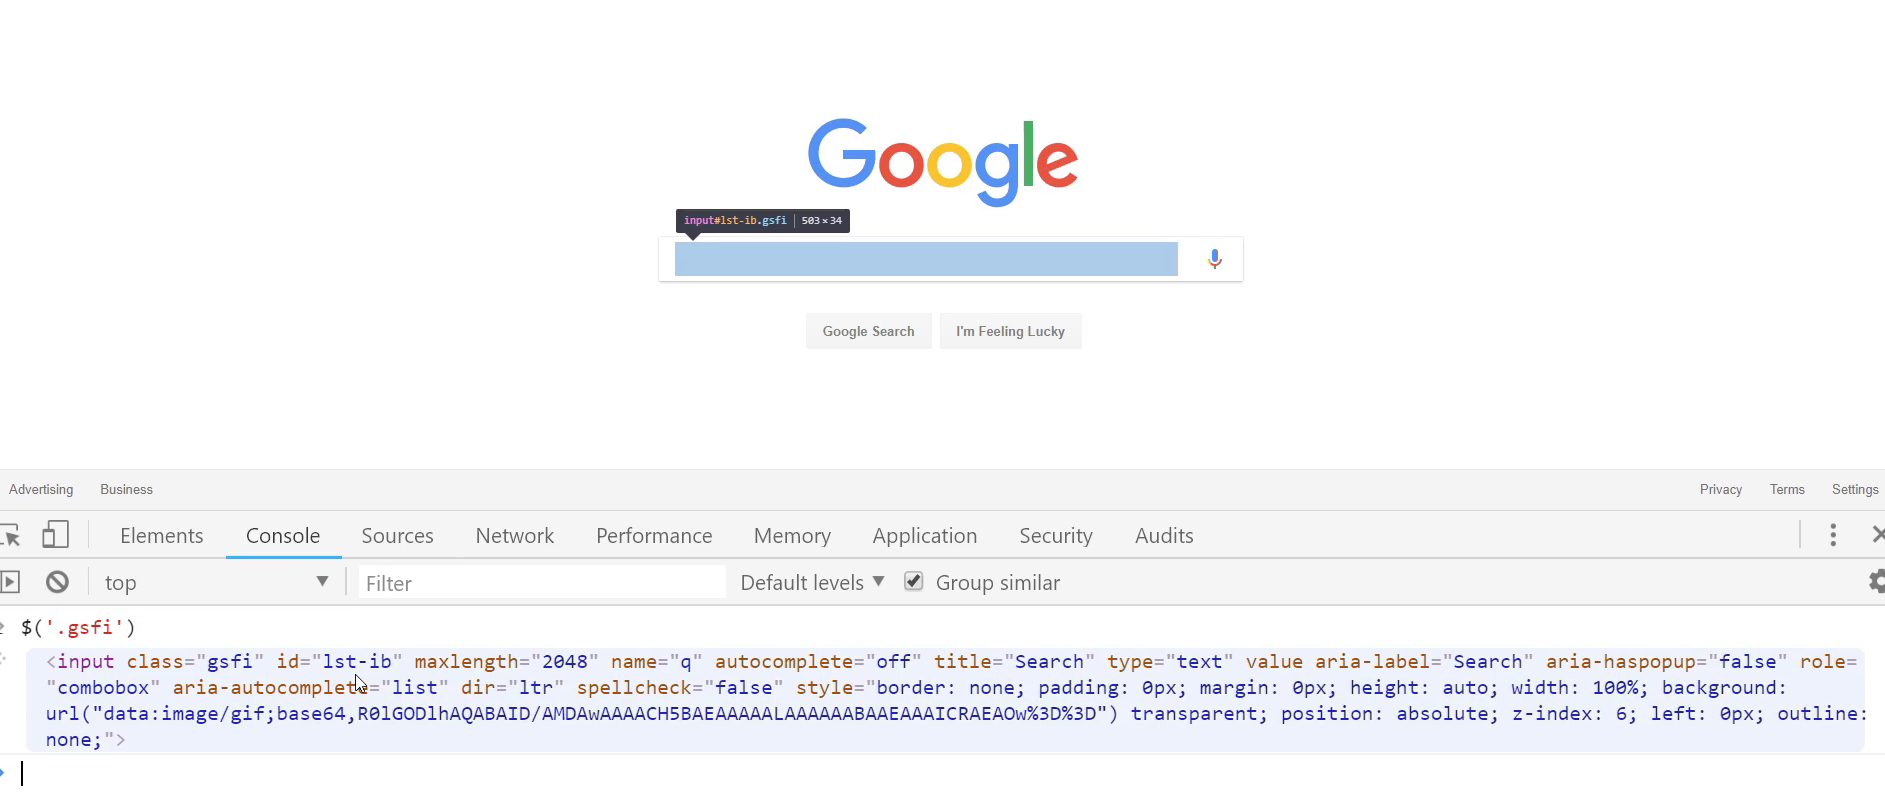 Google
input#lst-ib.gsfi | 503 × 34
Google Search I'm Feeling Lucky
Advertising Business Privacy Terms Settings
Elements Console Sources Network Performance Memory Application Security Audits
top Filter Default levels Group similar
$('.gsfi')
<input class="gsfi" id="lst-ib" maxlength="2048" name="q" autocomplete="off" title="Search" type="text" value aria-label="Search" aria-haspopup="false" role=
"combobox" aria-autocomplete="list" dir="ltr" spellcheck="false" style="border: none; padding: 0px; margin: 0px; height: auto; width: 100%; background:
url("data:image/gif;base64,R0lGODlhAQABAID/AMDAwAAAACH5BAEAAAAALAAAAAABAAEAAAICRAEAOw%3D%3D") transparent; position: absolute; z-index: 6; left: 0px; outline:
none;">